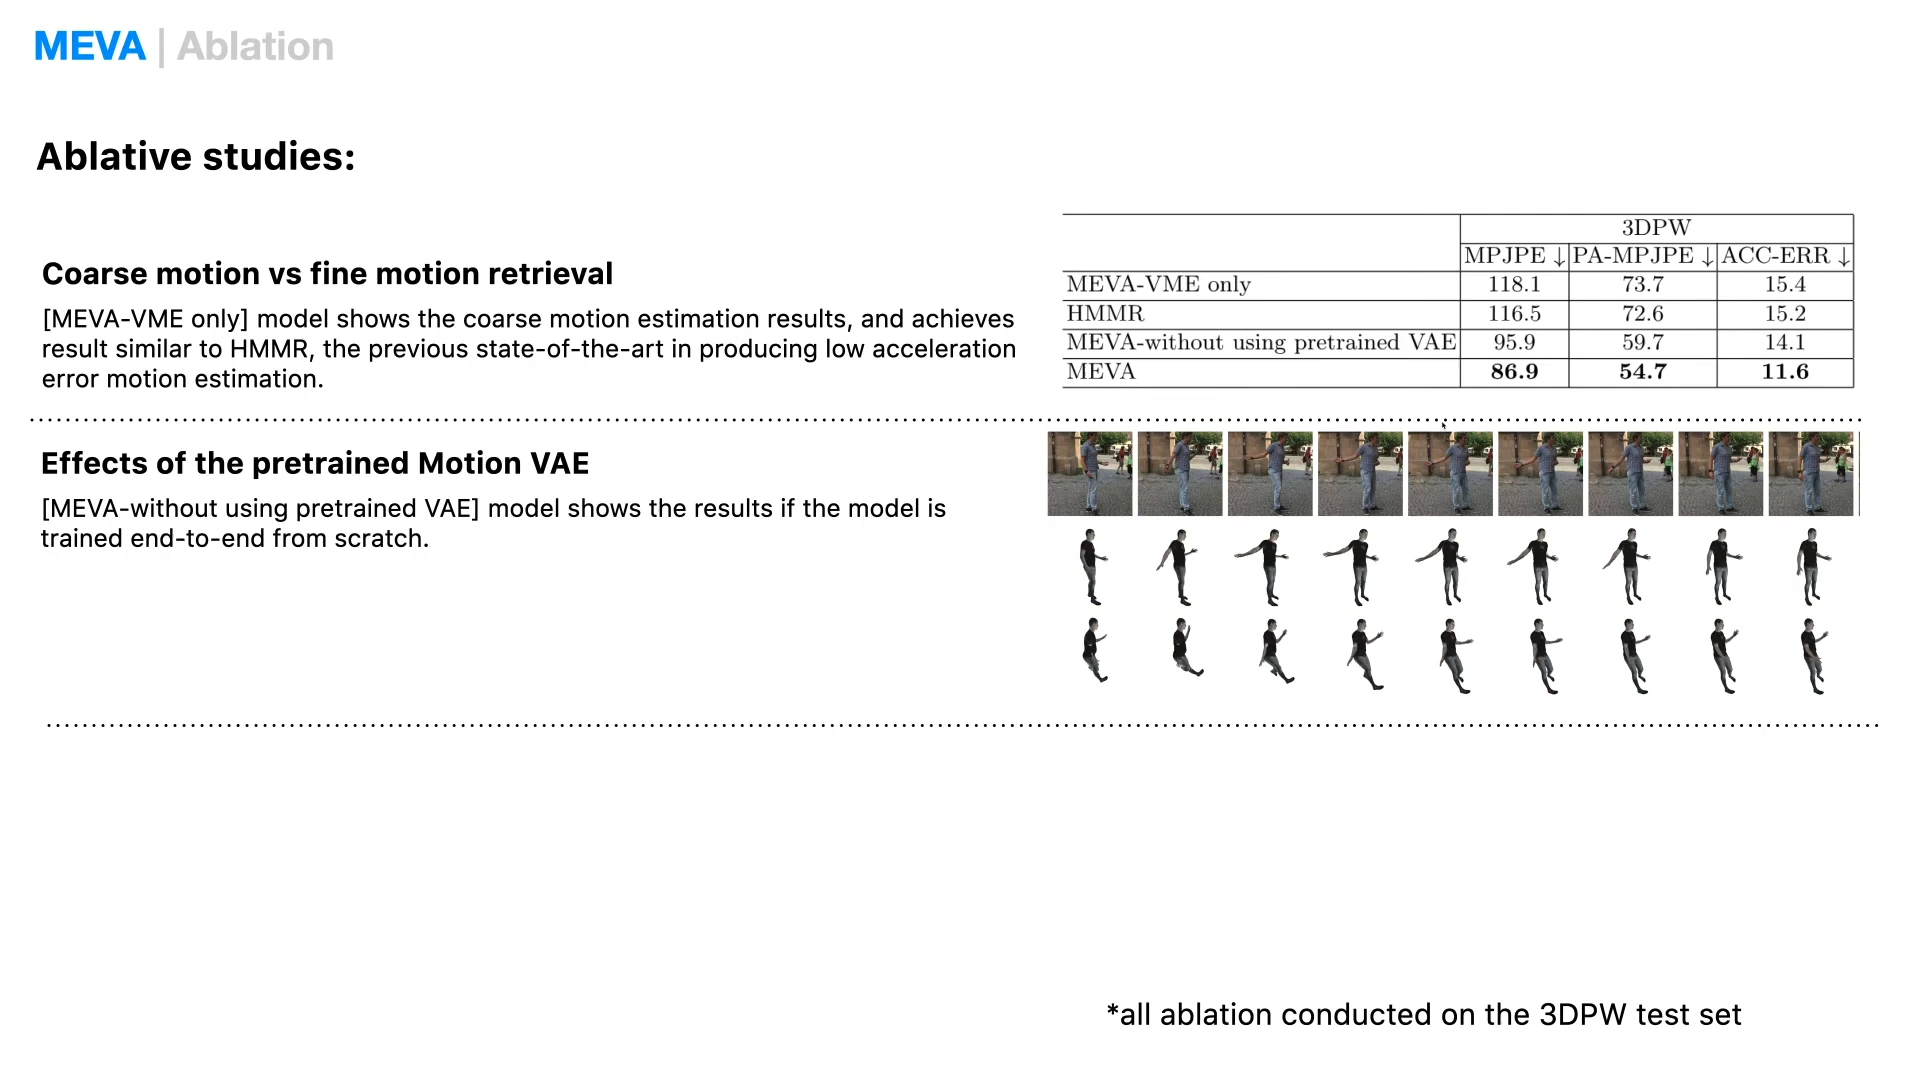 MEVA | Ablation
Ablative studies:
Coarse motion vs fine motion retrieval
[MEVA-VME only] model shows the coarse motion estimation results, and achieves
result similar to HMMR, the previous state-of-the-art in producing low acceleration
error motion estimation.
3DPW
MPJPE ↓ PA-MPJPE ↓ ACC-ERR ↓
MEVA-VME only 118.1 73.7 15.4
HMMR 116.5 72.6 15.2
MEVA-without using pretrained VAE 95.9 59.7 14.1
MEVA 86.9 54.7 11.6
Effects of the pretrained Motion VAE
[MEVA-without using pretrained VAE] model shows the results if the model is
trained end-to-end from scratch.
*all ablation conducted on the 3DPW test set